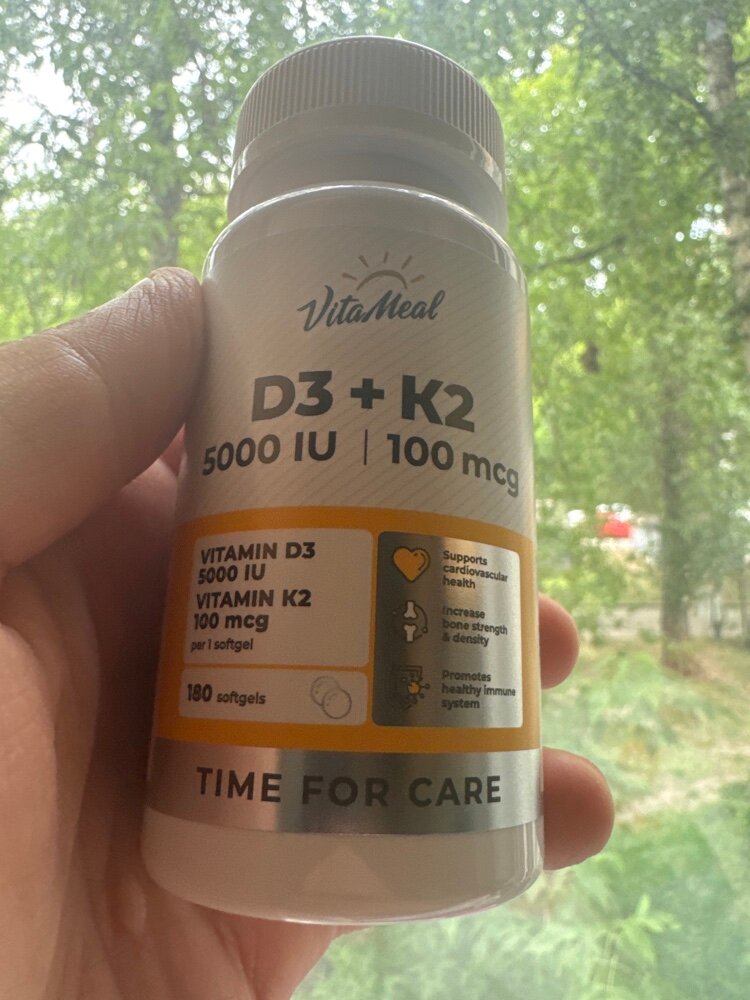 VitaMeal
D3 + K2
5000 IU | 100 mcg
VITAMIN D3
5000 IU
VITAMIN K2
100 mcg
per 1 softgel
180 softgels
Supports
cardiovascular
health
Increase
bone strength
& density
Promotes
healthy immune
system
TIME FOR CARE